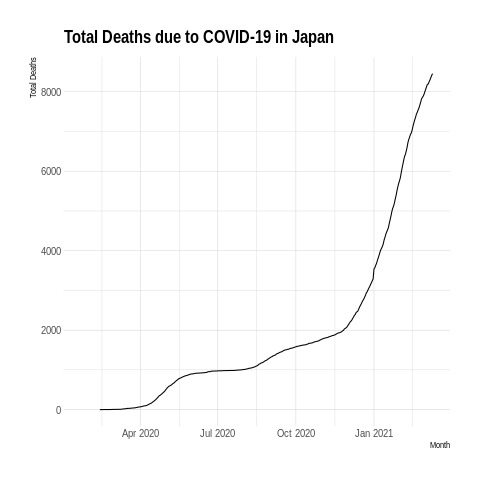 Total Deaths due to COVID-19 in Japan
Total Deaths
8000
6000
4000
2000
0
Apr 2020 Jul 2020 Oct 2020 Jan 2021
Month